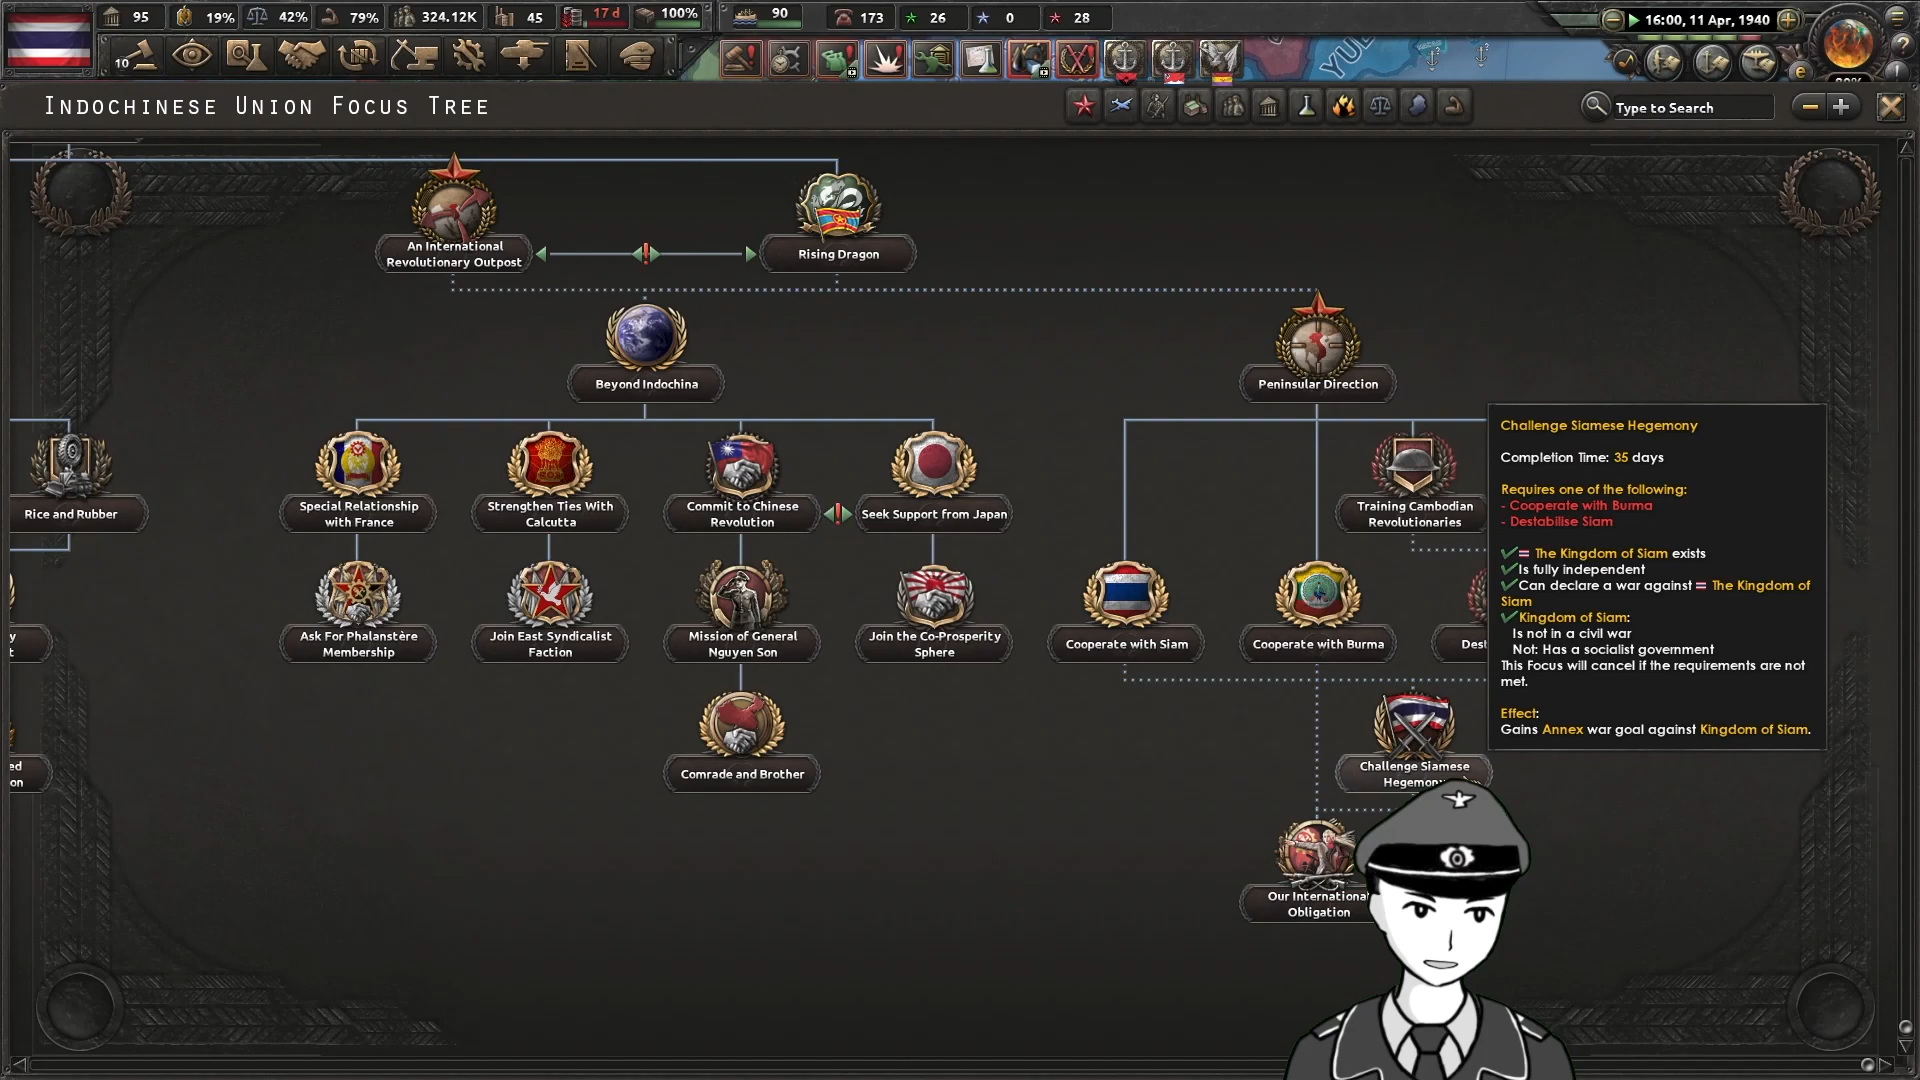 95
19%
42%
79%
324.12K
45
17 d
100%
90
173
26
0
28
16:00, 11 Apr, 1940
10
YU
INDOCHINESE UNION FOCUS TREE
Type to Search
An International
Revolutionary Outpost
Rising Dragon
Beyond Indochina
Peninsular Direction
Rice and Rubber
Special Relationship
with France
Strengthen Ties With
Calcutta
Commit to Chinese
Revolution
Seek Support from Japan
Training Cambodian
Revolutionaries
Ask For Phalanstère
Membership
Join East Syndicalist
Faction
Mission of General
Nguyen Son
Join the Co-Prosperity
Sphere
Cooperate with Siam
Cooperate with Burma
Dest
Comrade and Brother
Challenge Siamese
Hegemony
Our International
Obligation
Challenge Siamese Hegemony
Completion Time: 35 days
Requires one of the following:
- Cooperate with Burma
- Destabilise Siam
The Kingdom of Siam exists
Is fully independent
Can declare a war against The Kingdom of
Siam
Kingdom of Siam:
Is not in a civil war
Not: Has a socialist government
This Focus will cancel if the requirements are not
met.
Effect:
Gains Annex war goal against Kingdom of Siam.